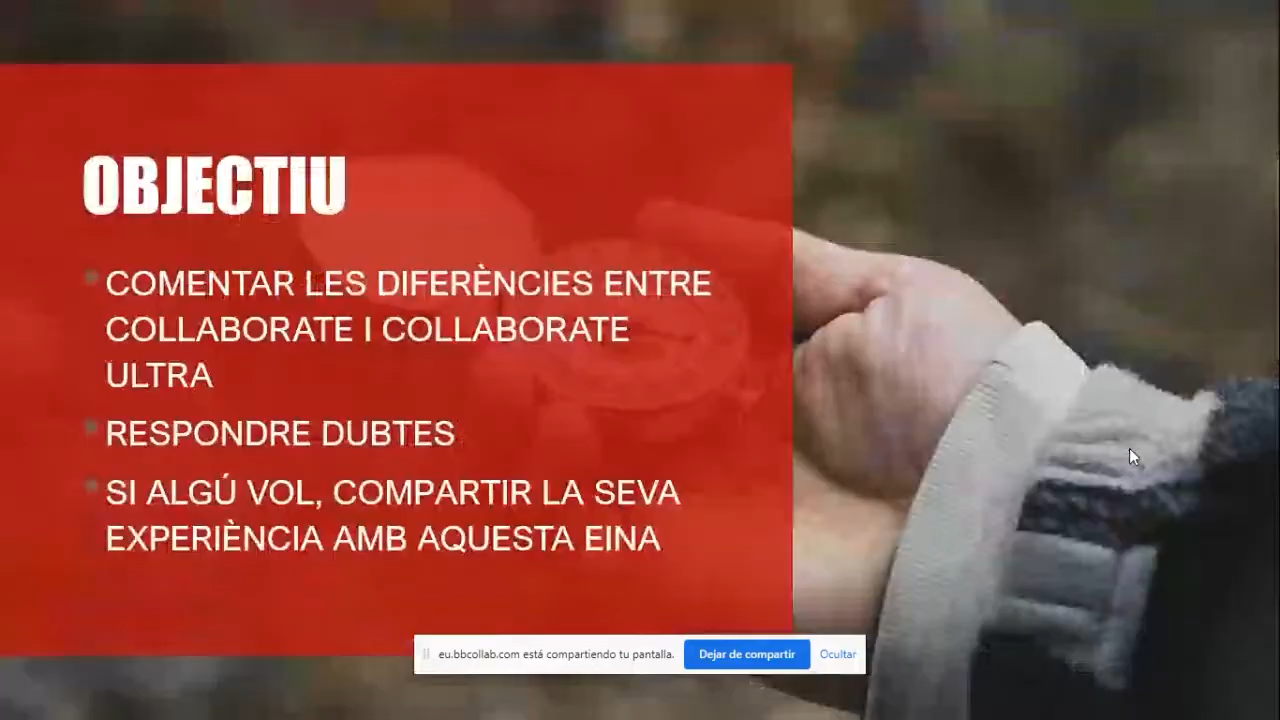 OBJECTIU
COMENTAR LES DIFERÈNCIES ENTRE
COLLABORATE I COLLABORATE
ULTRA
RESPONDRE DUBTES
SI ALGÚ VOL, COMPARTIR LA SEVA
EXPERIÈNCIA AMB AQUESTA EINA
eu.bbcollab.com está compartiendo tu pantalla. Dejar de compartir Ocultar